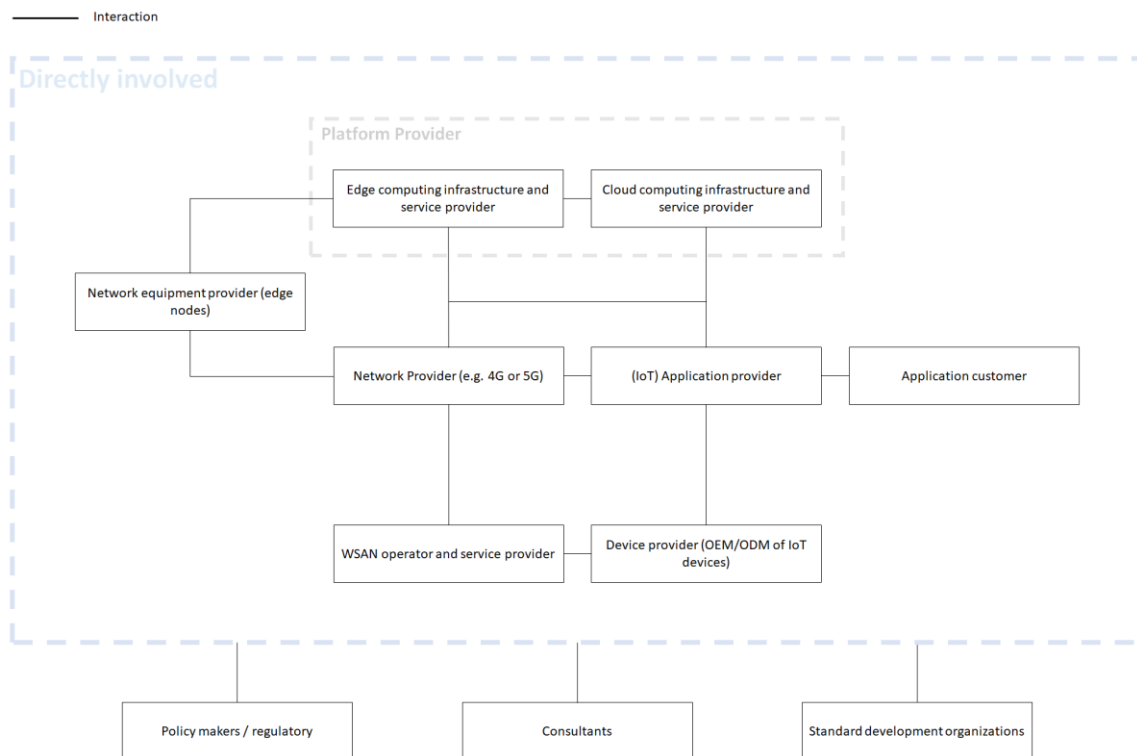 Interaction
Directly involved
Platform Provider
Edge computing infrastructure and
service provider
Cloud computing infrastructure and
service provider
Network equipment provider (edge
nodes)
Network Provider (e.g. 4G or 5G)
(IoT) Application provider
Application customer
WSAN operator and service provider
Device provider (OEM/ODM of IoT
devices)
Policy makers / regulatory
Consultants
Standard development organizations